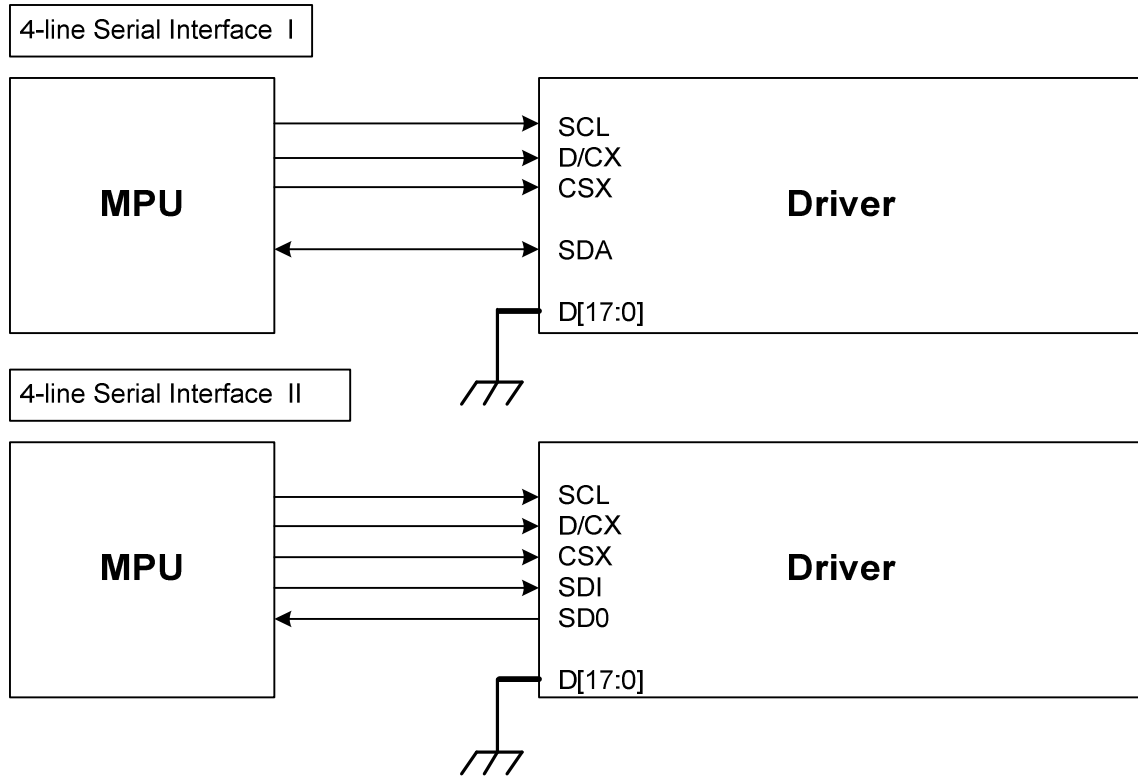 4-line Serial Interface I
MPU
SCL
D/CX
CSX
SDA
D[17:0]
Driver
4-line Serial Interface II
MPU
SCL
D/CX
CSX
SDI
SD0
D[17:0]
Driver